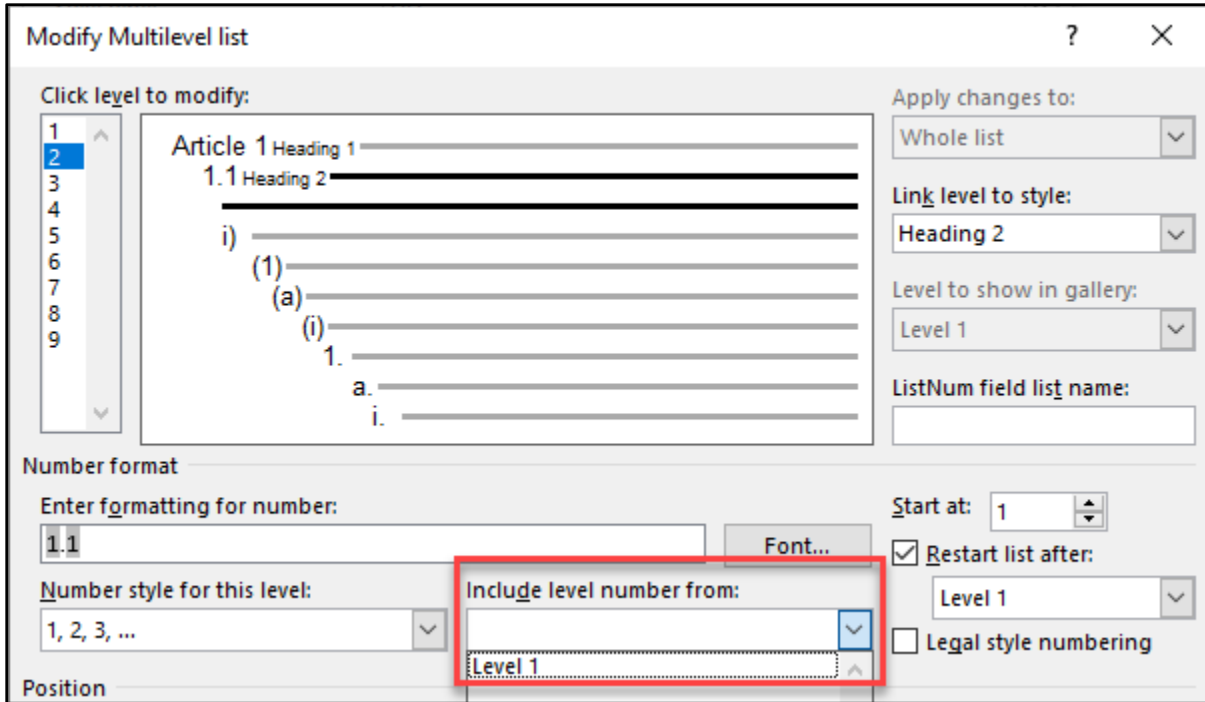 Modify Multilevel list ? ×
Click level to modify:
Apply changes to:
1
2
3
4
5
6
7
8
9
Article 1 Heading 1
1.1 Heading 2
i)
(1)
(a)
(i)
1.
a.
i.
Whole list
Link level to style:
Heading 2
Level to show in gallery:
Level 1
ListNum field list name:
Number format
Enter formatting for number:
1.1
Font...
Start at: 1
Restart list after:
Number style for this level:
Include level number from:
Level 1
1, 2, 3, ...
Legal style numbering
Level 1
Position